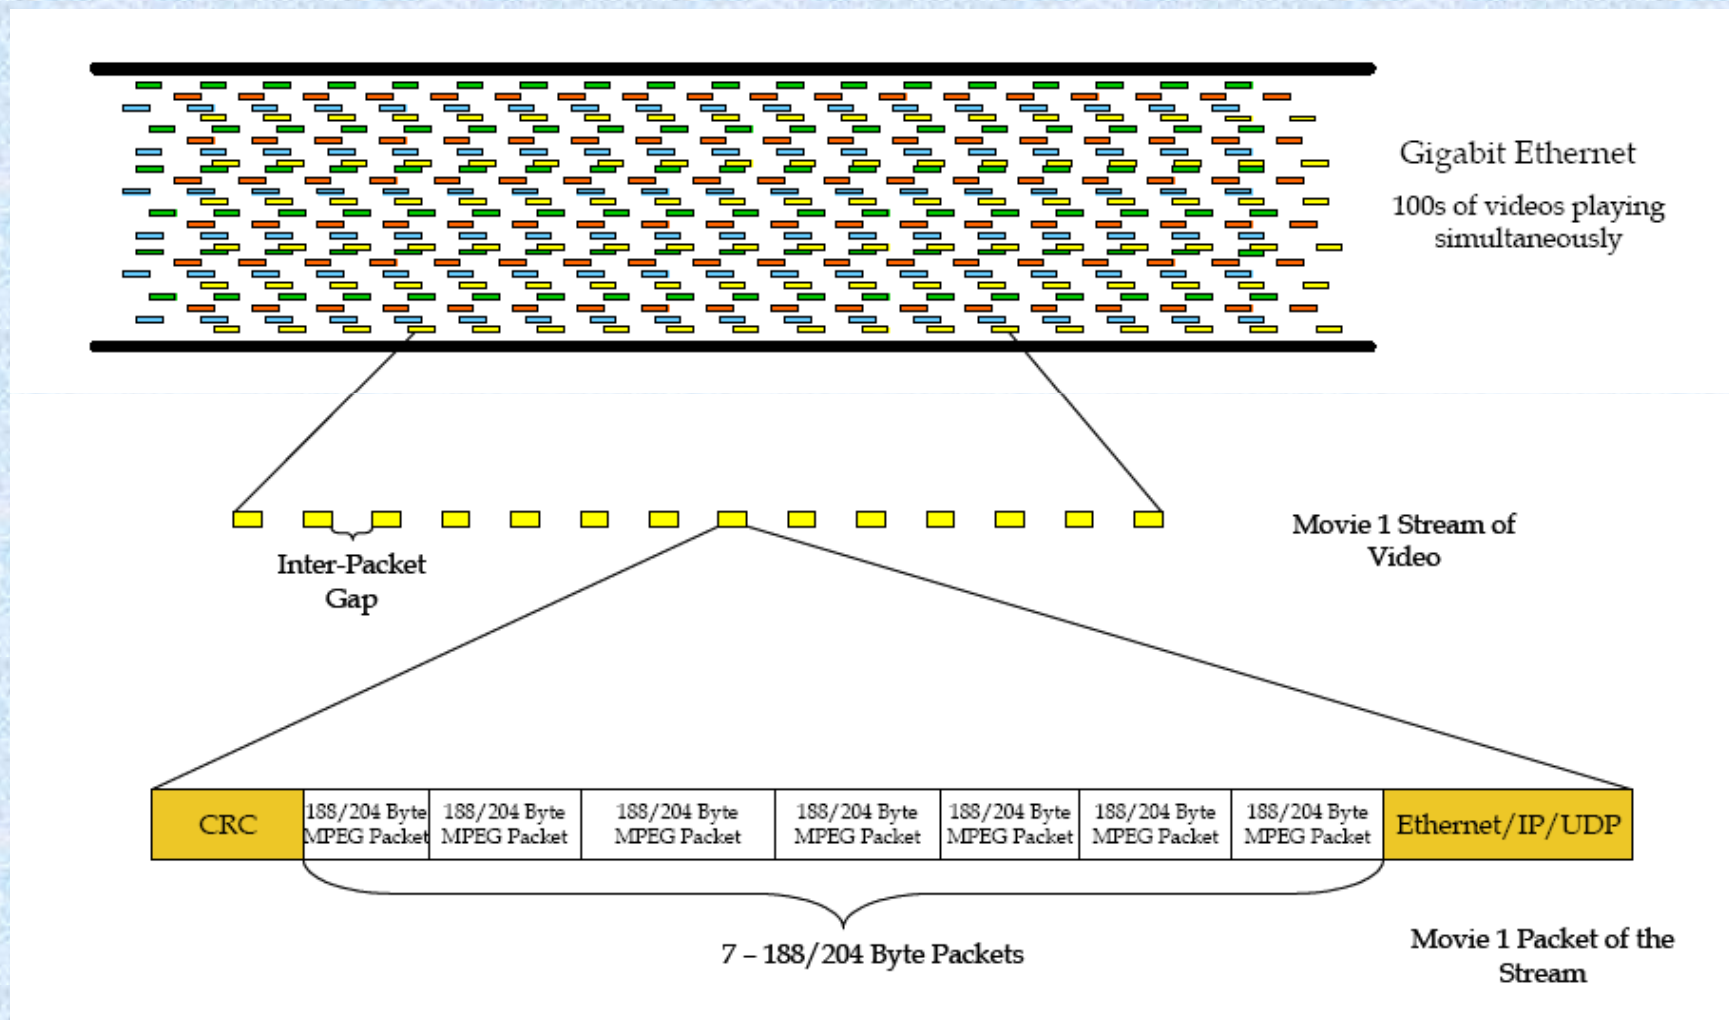 Gigabit Ethernet
100s of videos playing
simultaneously
Inter-Packet
Gap
Movie 1 Stream of
Video
CRC
188/204 Byte
MPEG Packet
188/204 Byte
MPEG Packet
188/204 Byte
MPEG Packet
188/204 Byte
MPEG Packet
188/204 Byte
MPEG Packet
188/204 Byte
MPEG Packet
188/204 Byte
MPEG Packet
Ethernet/IP/UDP
7 – 188/204 Byte Packets
Movie 1 Packet of the
Stream